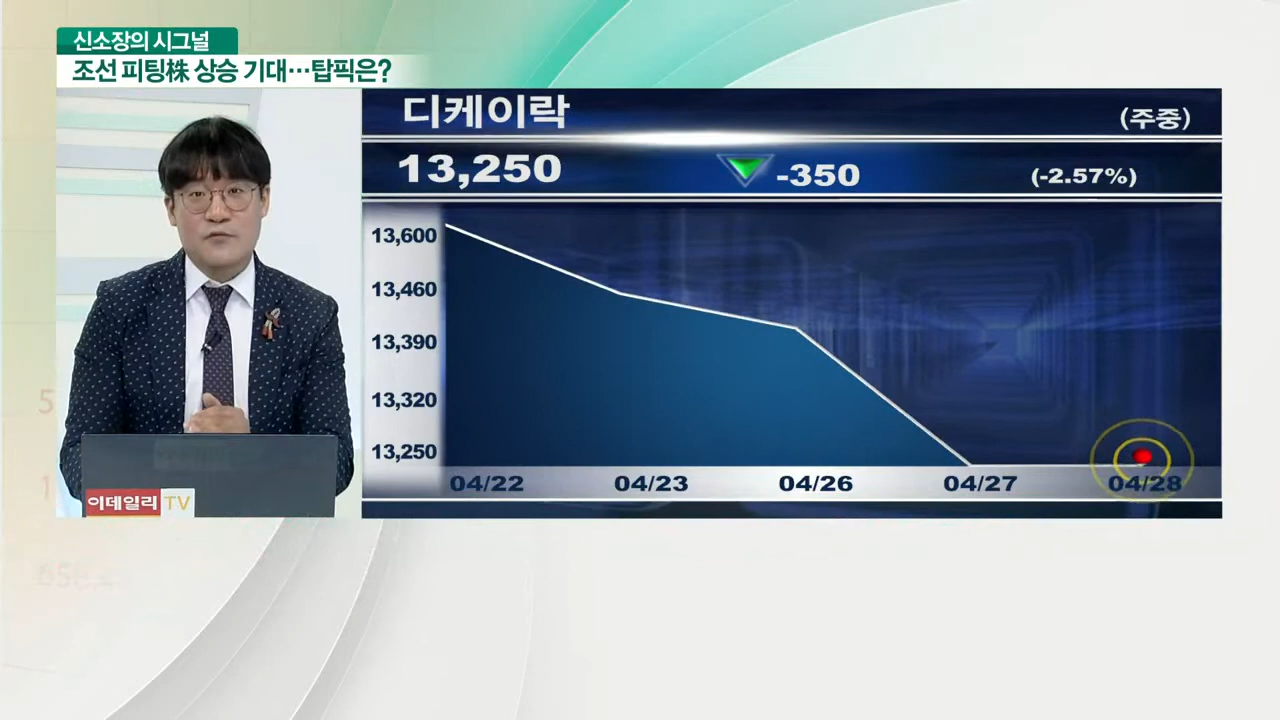 신소장의 시그널
조선 피팅株 상승 기대…탑픽은?
디케이락
(주중)
13,250
-350
(-2.57%)
13,600
13,460
13,390
13,320
13,250
04/22
04/23
04/26
04/27
04/28
이데일리 TV